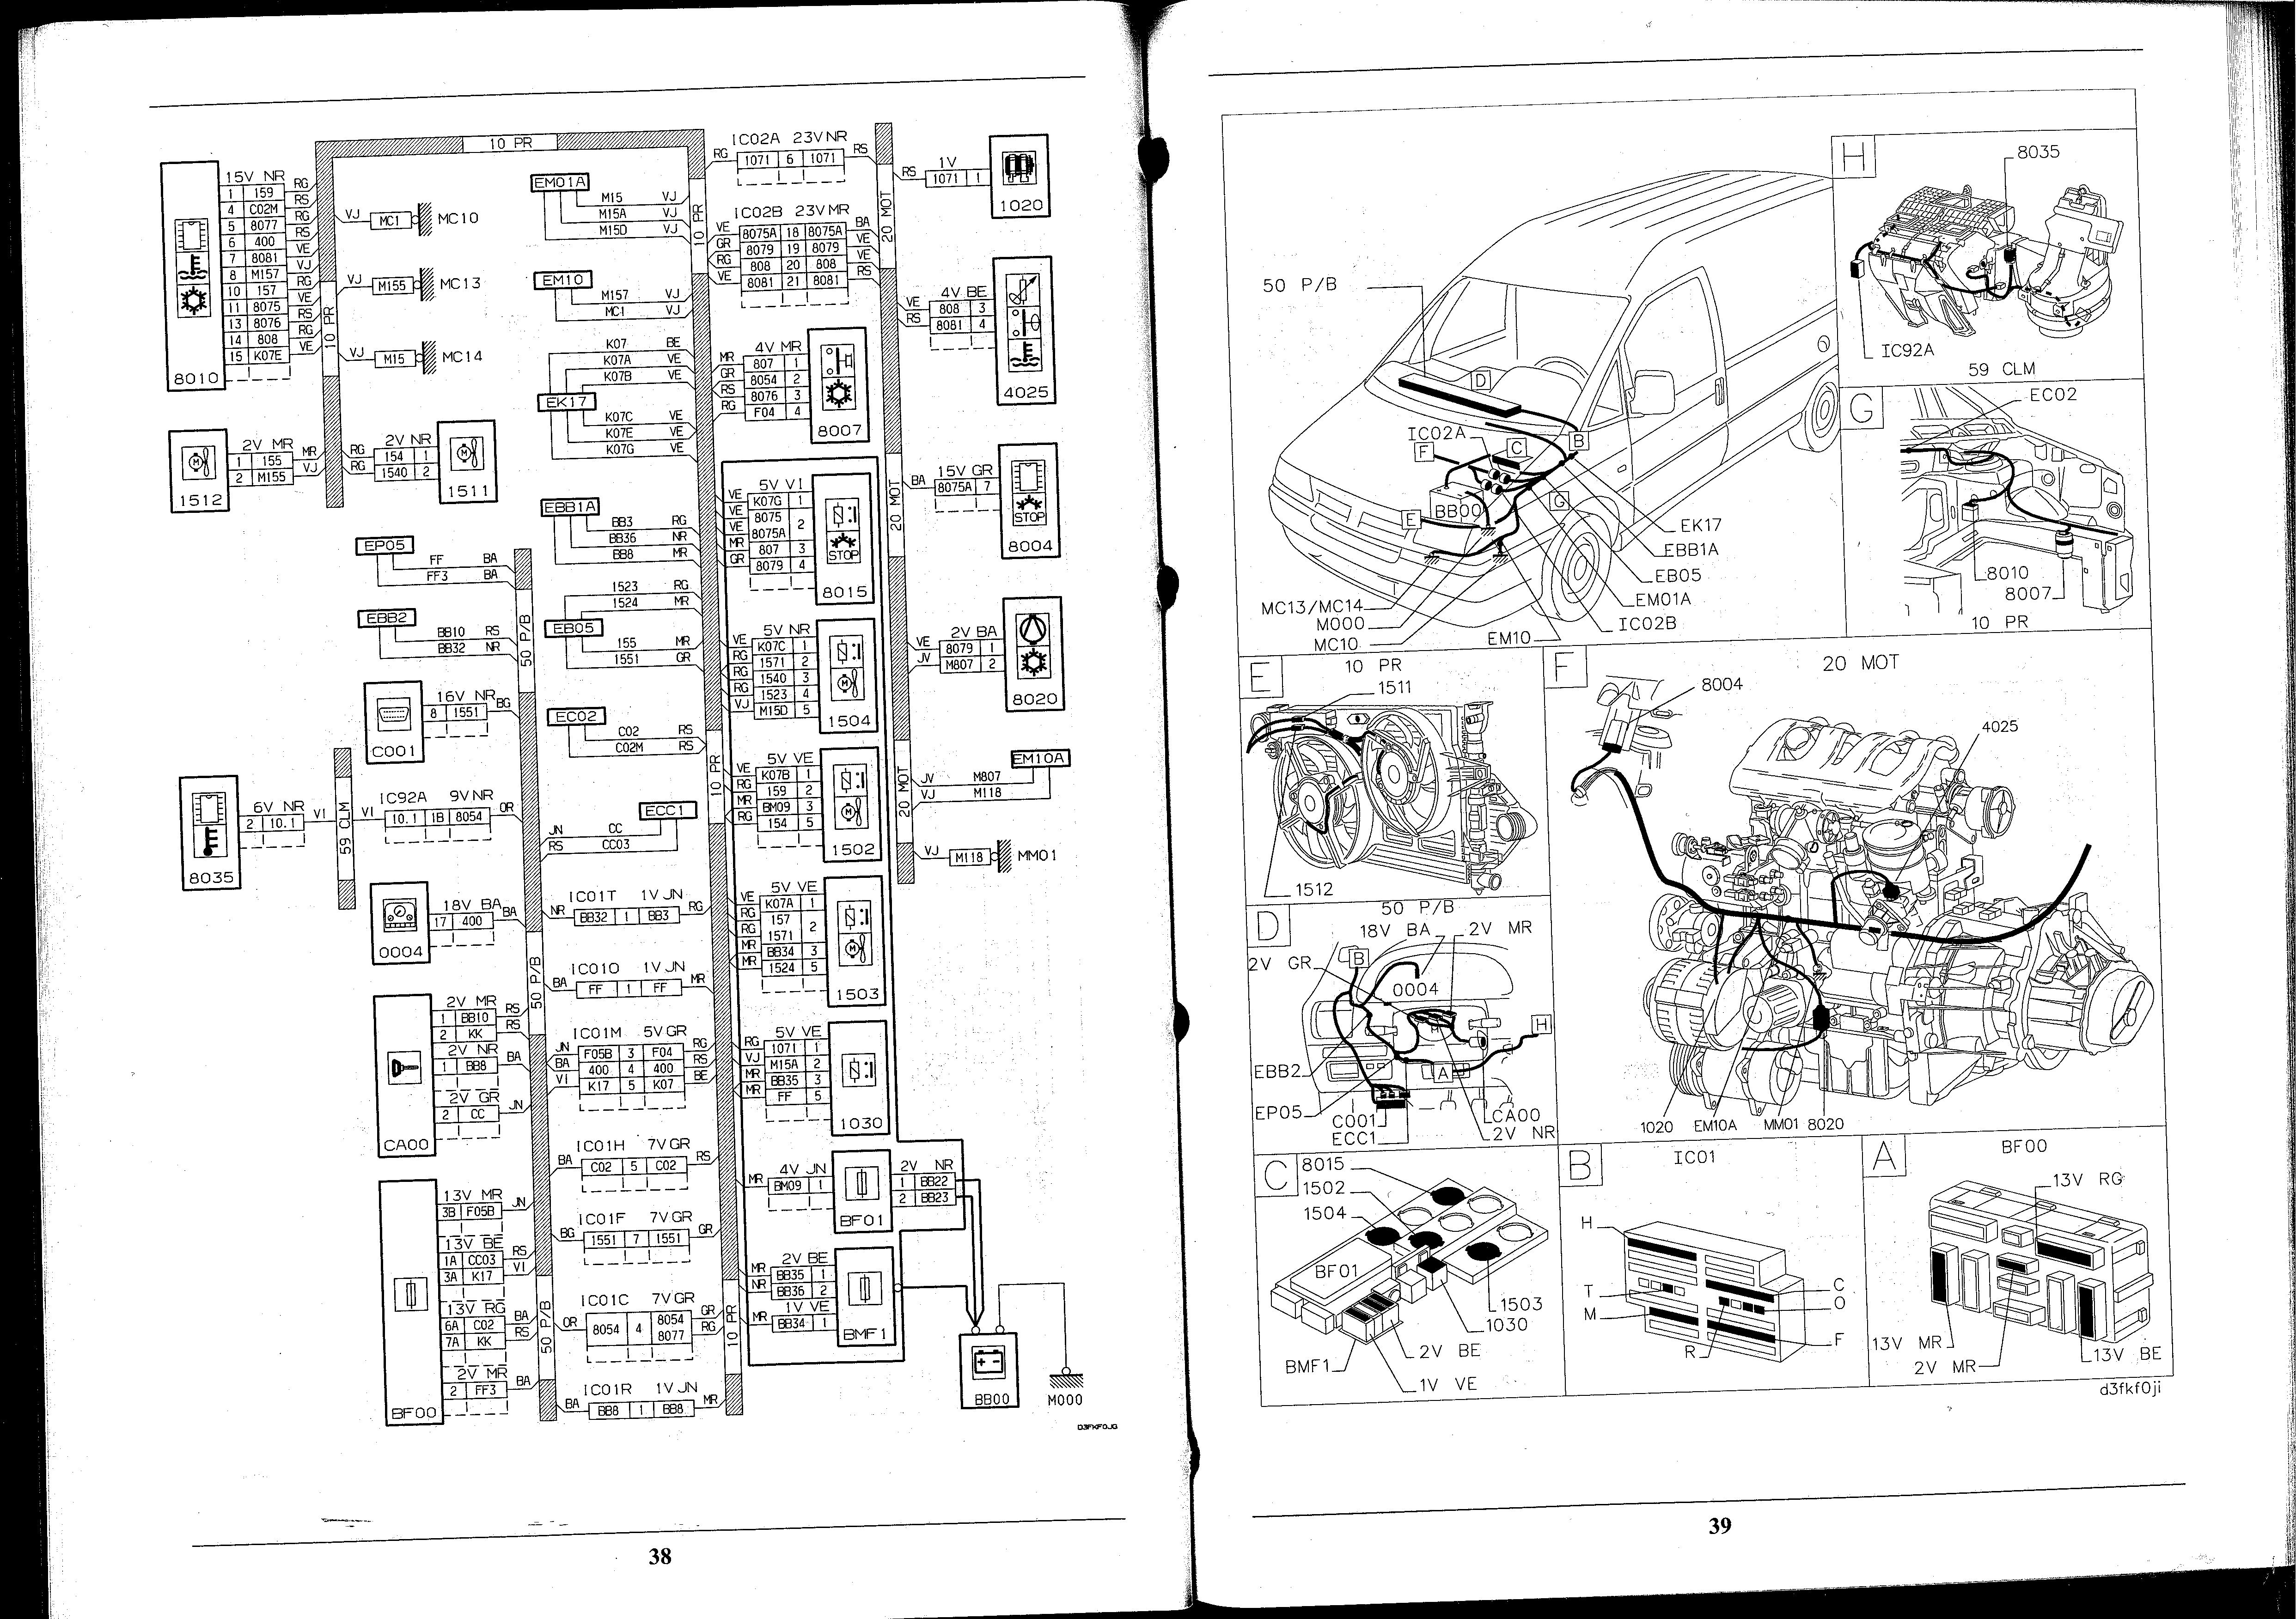 10 PR
15V NR
1 159 RG
4 C02M RS
5 8077 RG
6 400 RS
7 8081 VE
8 M157 VJ
10 157 RG
11 8075 VE
13 8076 RS
14 808 RG
15 K07E VE
8010
10 PR
VJ MC1 MC10
VJ M155 MC13
VJ M15 MC14
2V MR
1 155 MR
2 M155 VJ
1512
2V NR
RG 154 1
RG 1540 2
1511
EP05
FF BA
FF3 BA
EBB2
BB10 RS
BB32 NR
50 P/B
16V NR
8 1551 BG
C001
6V NR
2 10.1 VI
8035
59 CLM
IC92A 9V NR
VI 10.1 1B 8054 OR
18V BA
17 400 BA
0004
2V MR
1 BB10 RS
2 KK RS
2V NR
1 BB8 BA
2V GR
2 CC JN
CA00
50 P/B
13V MR
3B F05B JN
13V BE
1A CC03 RS
3A K17 VI
13V RG
6A C02 BA
7A KK RS
2V MR
2 FF3 BA
BF00
50 P/B
EM01A
M15 VJ
M15A VJ
M15D VJ
10 PR
EM10
M157 VJ
MC1 VJ
EK17
K07 BE
K07A VE
K07B VE
K07C VE
K07E VE
K07G VE
EBB1A
BB3 RG
BB36 NR
BB8 MR
EB05
1523 RG
1524 MR
155 MR
1551 GR
EC02
C02 RS
C02M RS
10 PR
ECC1
JN CC
RS CC03
IC01T 1V JN
NR BB32 1 BB3 RG
IC01O 1V JN
BA FF 1 FF MR
IC01M 5V GR
JN F05B 3 F04 RG
BA 400 4 400 RS
VI K17 5 K07 BE
IC01H 7V GR
BA C02 5 C02 RS
IC01F 7V GR
BG 1551 7 1551 GR
IC01C 7V GR
OR 8054 4 8054 GR
8077 RG
IC01R 1V JN
BA BB8 1 BB8 MR
10 PR
IC02A 23V NR
RG 1071 6 1071 RS
IC02B 23V MR
VE 8075A 18 8075A BA
GR 8079 19 8079 VE
RG 808 20 808 VE
VE 8081 21 8081 RS
4V MR
MR 807 1
GR 8054 2
RS 8076 3
RG F04 4
8007
5V VI
VE K07G 1
VE 8075 2
VE 8075A
MR 807 3
GR 8079 4
STOP
8015
5V NR
VE K07C 1
RG 1571 2
RG 1540 3
RG 1523 4
VJ M15D 5
1504
5V VE
VE K07B 1
RG 159 2
MR BM09 3
RG 154 5
1502
5V VE
VE K07A 1
RG 157 2
RG 1571
MR BB34 3
MR 1524 5
1503
5V VE
RG 1071 1
VJ M15A 2
MR BB35 3
MR FF 5
1030
4V JN
MR BM09 1
BF01
2V NR
1 BB22
2 BB23
2V BE
MR BB35 1
NR BB36 2
1V VE
MR BB34 1
BMF1
BB00
M000
20 MOT
1V
RS 1071 1
1020
4V BE
VE 808 3
RS 8081 4
4025
20 MOT
15V GR
BA 8075A 7
STOP
8004
2V BA
VE 8079 1
JV M807 2
8020
20 MOT
EM10A
JV M807
VJ M118
VJ M118 MM01
D3FKF0JG
38
50 P/B
D
IC02A
C
B
F
BB00
G
E
EK17
EBB1A
EB05
EM01A
IC02B
MC13/MC14
M000
MC10
EM10
H
8035
IC92A
59 CLM
G
EC02
8010
8007
10 PR
E
10 PR
1511
1512
F
20 MOT
8004
4025
1020
EM10A
MM01
8020
D
50 P/B
18V BA
2V MR
B
2V GR
0004
H
EBB2
A
EP05
C001
ECC1
CA00
2V NR
C
8015
1502
1504
BF01
1503
1030
2V BE
BMF1
1V VE
B
IC01
H
T
M
C
O
F
R
A
BF00
13V RG
13V MR
2V MR
13V BE
d3fkf0ji
39